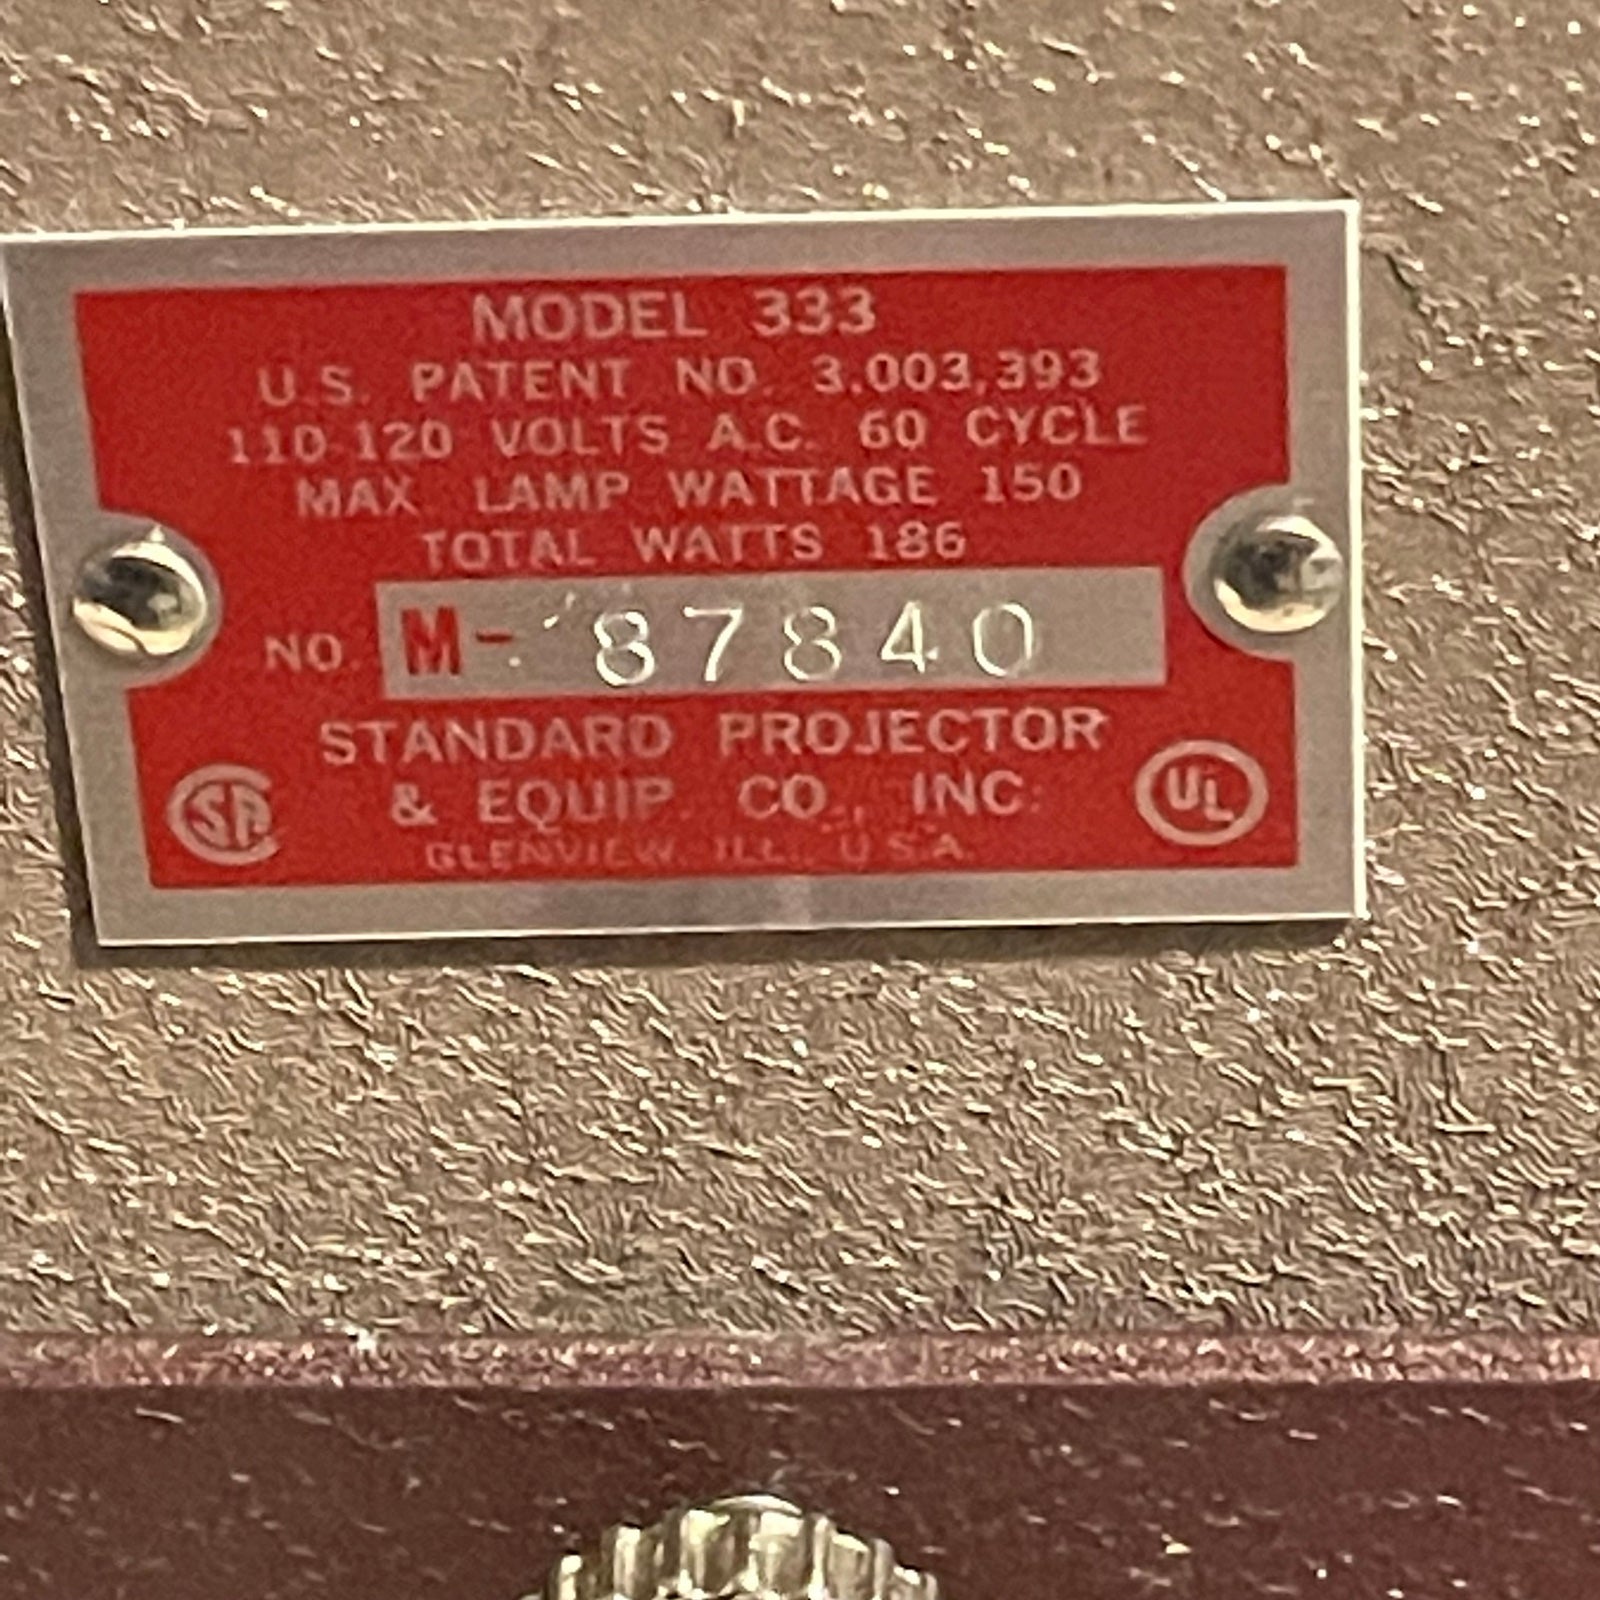 MODEL 333
U.S. PATENT NO. 3,003,393
110-120 VOLTS A.C. 60 CYCLE
MAX. LAMP WATTAGE 150
TOTAL WATTS 186
NO. M- 87840
STANDARD PROJECTOR
& EQUIP. CO., INC.
GLENVIEW, ILL., U.S.A.
SA
UL